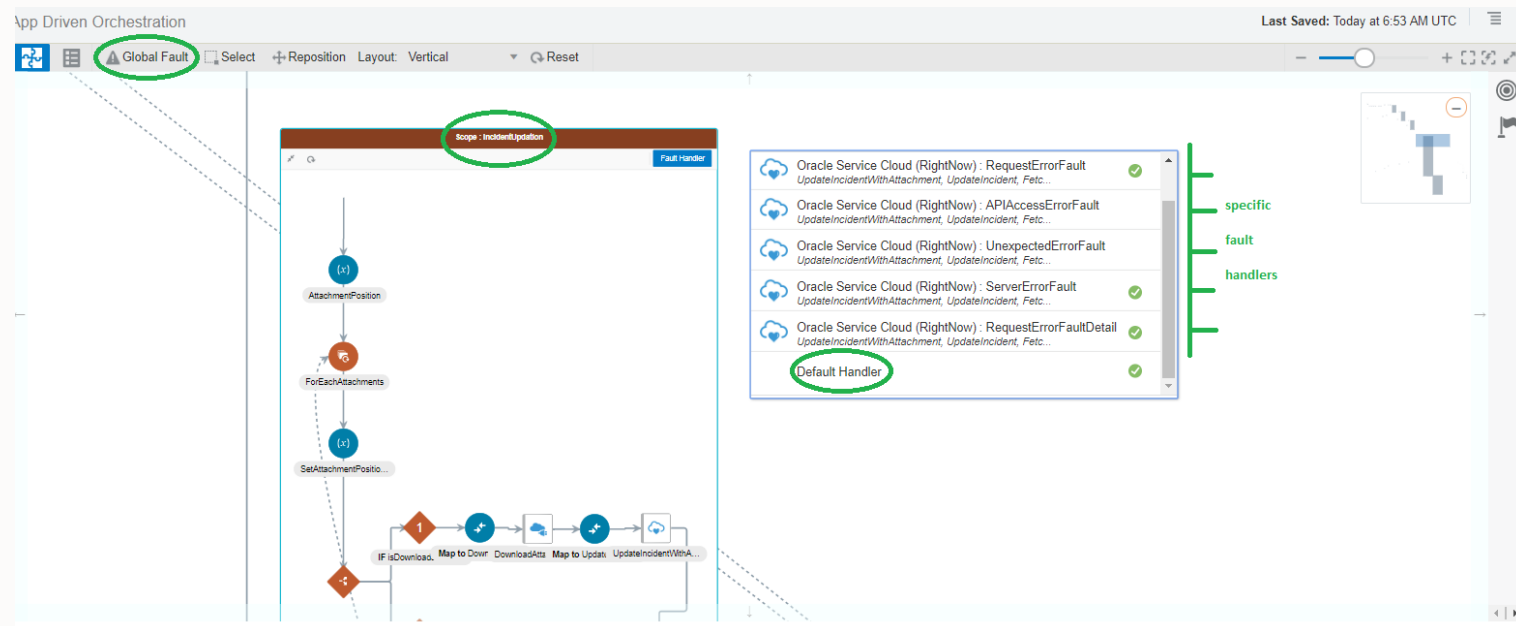 App Driven Orchestration
Last Saved: Today at 6:53 AM UTC
Global Fault
Select
Reposition
Layout:
Vertical
Reset
Scope : IncidentUpdation
Fault Handler
AttachmentPosition
ForEachAttachments
SetAttachmentPositio...
1
IF isDownload.
Map to Down
DownloadAtta
Map to Update
UpdateIncidentWithA...
Oracle Service Cloud (RightNow) : RequestErrorFault
UpdateIncidentWithAttachment, UpdateIncident, Fetc...
Oracle Service Cloud (RightNow) : APIAccessErrorFault
UpdateIncidentWithAttachment, UpdateIncident, Fetc...
Oracle Service Cloud (RightNow) : UnexpectedErrorFault
UpdateIncidentWithAttachment, UpdateIncident, Fetc...
Oracle Service Cloud (RightNow) : ServerErrorFault
UpdateIncidentWithAttachment, UpdateIncident, Fetc...
Oracle Service Cloud (RightNow) : RequestErrorFaultDetail
UpdateIncidentWithAttachment, UpdateIncident, Fetc...
Default Handler
specific
fault
handlers